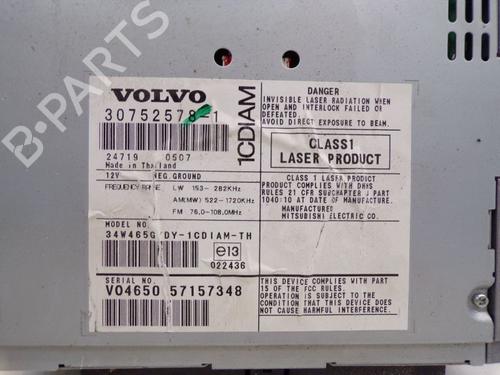 VOLVO
30752578-1
24719 0507
Made in Thailand
12V NEG.GROUND
FREQUENCY RANGE LW 153- 282KHz
AM(MW) 522-1720KHz
FM 76.0-108.0MHz
MODEL NO.
34W465G/DY-1CDIAM-TH
e13
022436
SERIAL NO
V04650 57157348
1CDIAM
DANGER
INVISIBLE LASER RADIATION WHEN
OPEN AND INTERLOCK FAILED OR
DEFEATED.
AVOID DIRECT EXPOSURE TO BEAM.
CLASS1
LASER PRODUCT
CLASS 1 LASER PRODUCT
PRODUCT COMPLIES WITH DHHS
RULES 21 CFR SUBCHAPTER J PART
1040:10 AT DATE OF MANUFACTURE.
MANUFACTURED
MITSUBISHI ELECTRIC CO.
THIS DEVICE COMPLIES WITH PART
15 OF THE FCC RULES.
OPERATION IS SUBJECT TO THE
CONDITION THAT THIS DEVICE DOES
NOT CAUSE HARMFUL INTERFERENCE.
B-PARTS